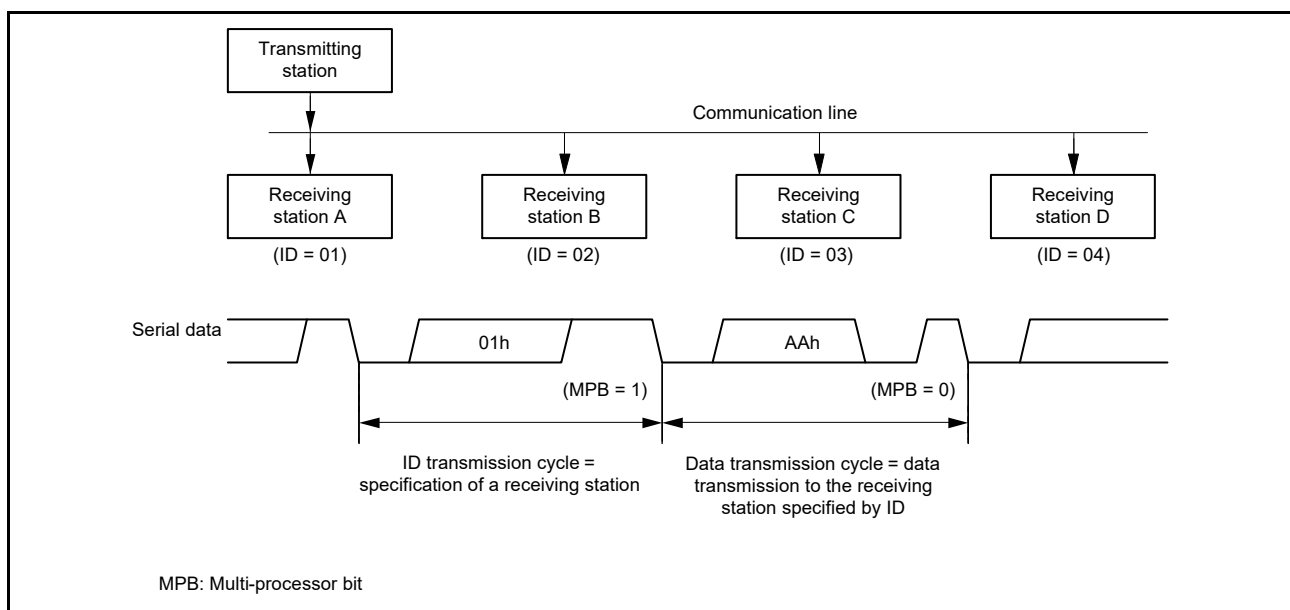 Transmitting
station
Communication line
Receiving
station A
Receiving
station B
Receiving
station C
Receiving
station D
(ID = 01)
(ID = 02)
(ID = 03)
(ID = 04)
Serial data
01h
AAh
(MPB = 1)
(MPB = 0)
ID transmission cycle =
specification of a receiving station
Data transmission cycle = data
transmission to the receiving
station specified by ID
MPB: Multi-processor bit